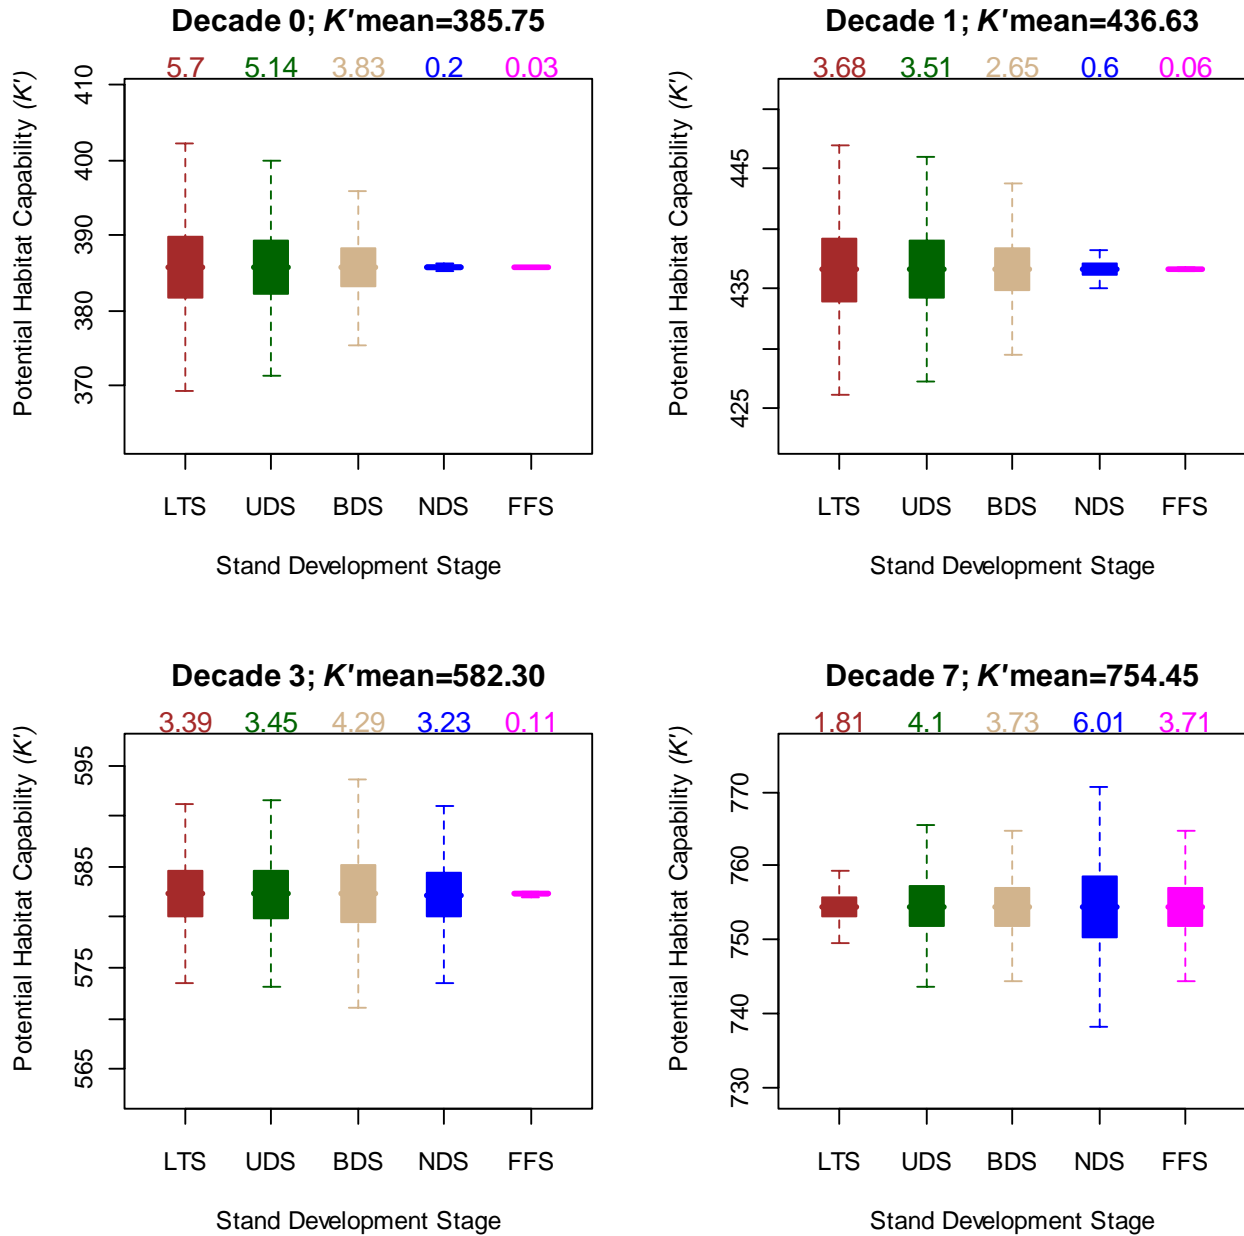 Decade 0; K'mean=385.75
5.7 5.14 3.83 0.2 0.03
Potential Habitat Capability (K')
410
400
390
380
370
LTS UDS BDS NDS FFS
Stand Development Stage
Decade 1; K'mean=436.63
3.68 3.51 2.65 0.6 0.06
Potential Habitat Capability (K')
445
435
425
LTS UDS BDS NDS FFS
Stand Development Stage
Decade 3; K'mean=582.30
3.39 3.45 4.29 3.23 0.11
Potential Habitat Capability (K')
595
585
575
565
LTS UDS BDS NDS FFS
Stand Development Stage
Decade 7; K'mean=754.45
1.81 4.1 3.73 6.01 3.71
Potential Habitat Capability (K')
770
760
750
740
730
LTS UDS BDS NDS FFS
Stand Development Stage